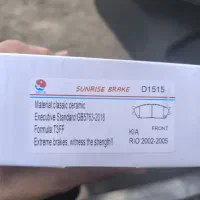 SUNRISE BRAKE D1515
Material:classic ceramic
Executive Standard:GB5763-2018
Formula:T3FF
Extreme brakes, witness the strength!!
FRONT
KIA
RIO 2002-2005